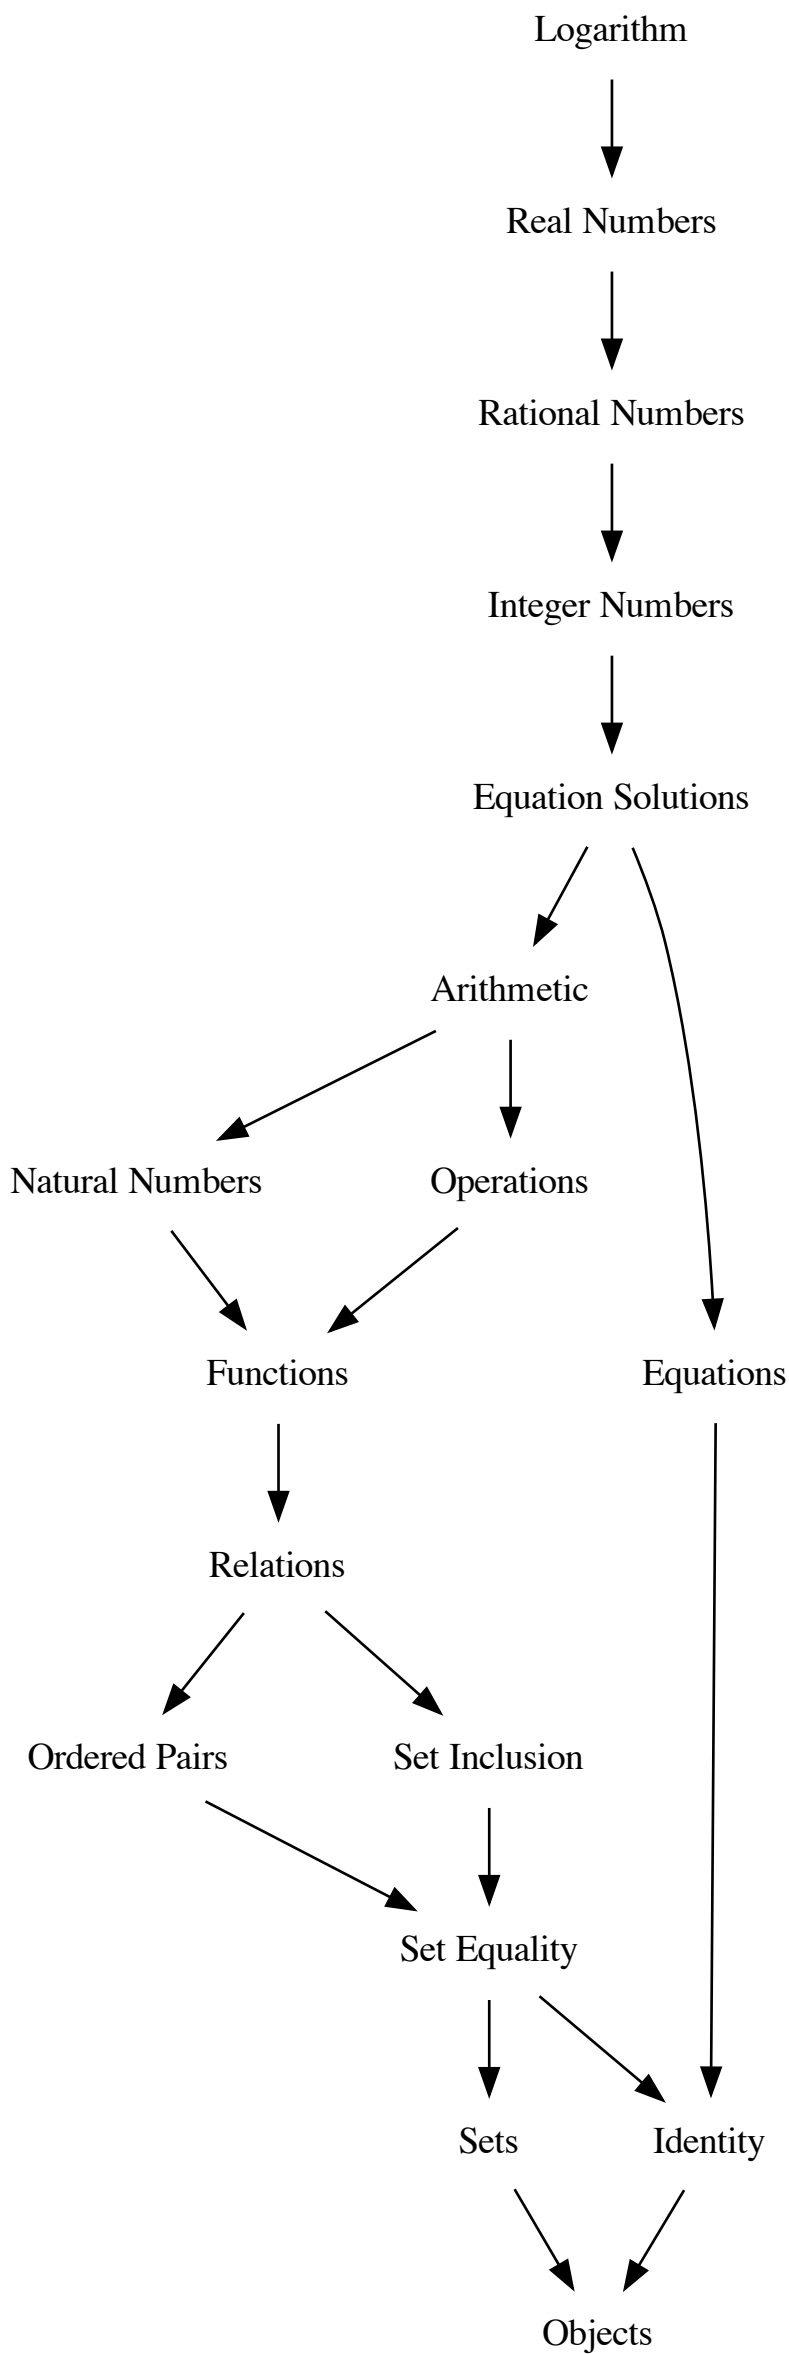 Logarithm
Real Numbers
Rational Numbers
Integer Numbers
Equation Solutions
Arithmetic
Natural Numbers
Operations
Functions
Equations
Relations
Ordered Pairs
Set Inclusion
Set Equality
Sets
Identity
Objects